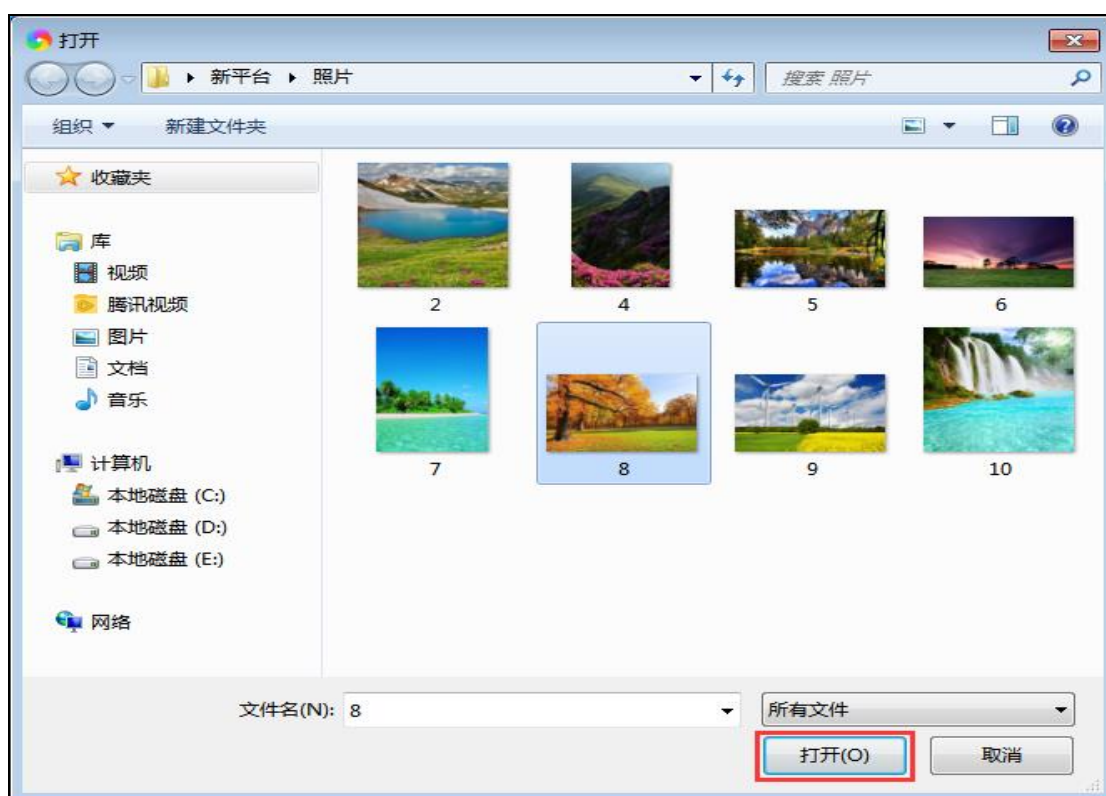 打开
新平台 照片
搜索 照片
组织 新建文件夹
收藏夹
库
视频
腾讯视频
图片
文档
音乐
计算机
本地磁盘 (C:)
本地磁盘 (D:)
本地磁盘 (E:)
网络
2 4 5 6
7 8 9 10
文件名(N): 8
所有文件
打开(O) 取消